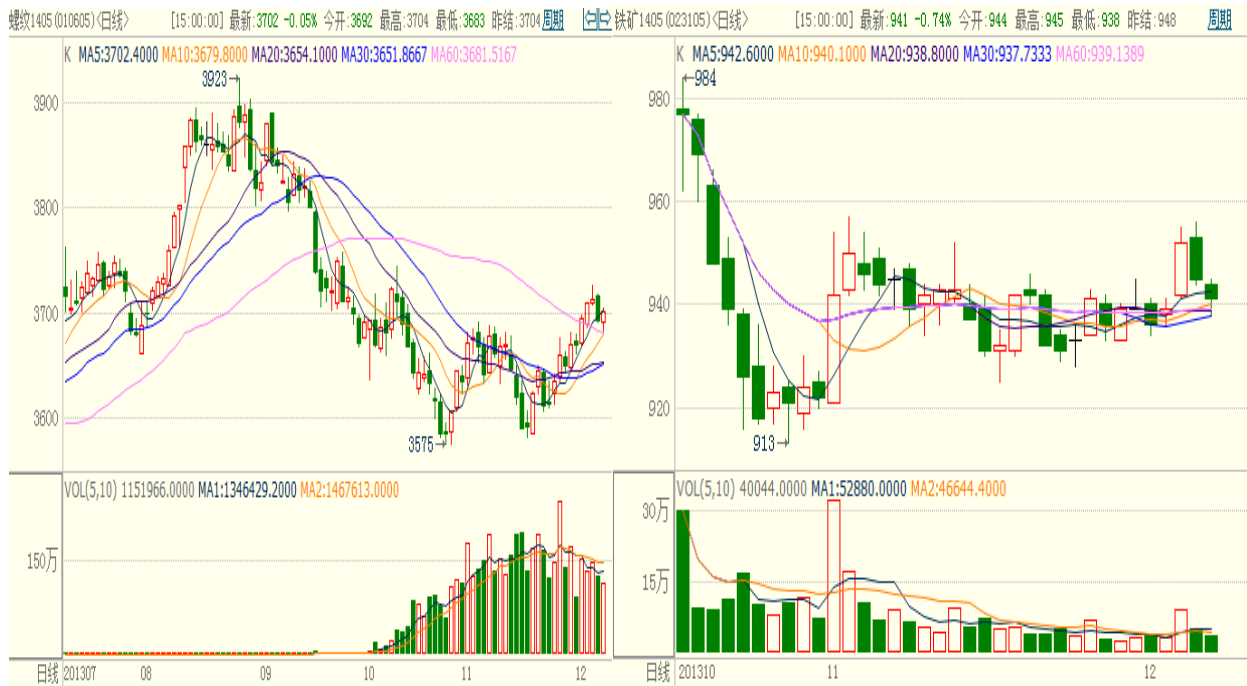 螺纹1405(010605)<日线> [15:00:00] 最新:3702 -0.05% 今开:3692 最高:3704 最低:3683 昨结:3704 周期
K MA5:3702.4000 MA10:3679.8000 MA20:3654.1000 MA30:3651.8667 MA60:3681.5167
3923
3900
3800
3700
3600
3575
VOL(5,10) 1151966.0000 MA1:1346429.2000 MA2:1467613.0000
150万
日线 201307 08 09 10 11 12
铁矿1405(023105)<日线> [15:00:00] 最新:941 -0.74% 今开:944 最高:945 最低:938 昨结:948 周期
K MA5:942.6000 MA10:940.1000 MA20:938.8000 MA30:937.7333 MA60:939.1389
984
980
960
940
920
913
VOL(5,10) 40044.0000 MA1:52880.0000 MA2:46644.4000
30万
15万
日线 201310 11 12